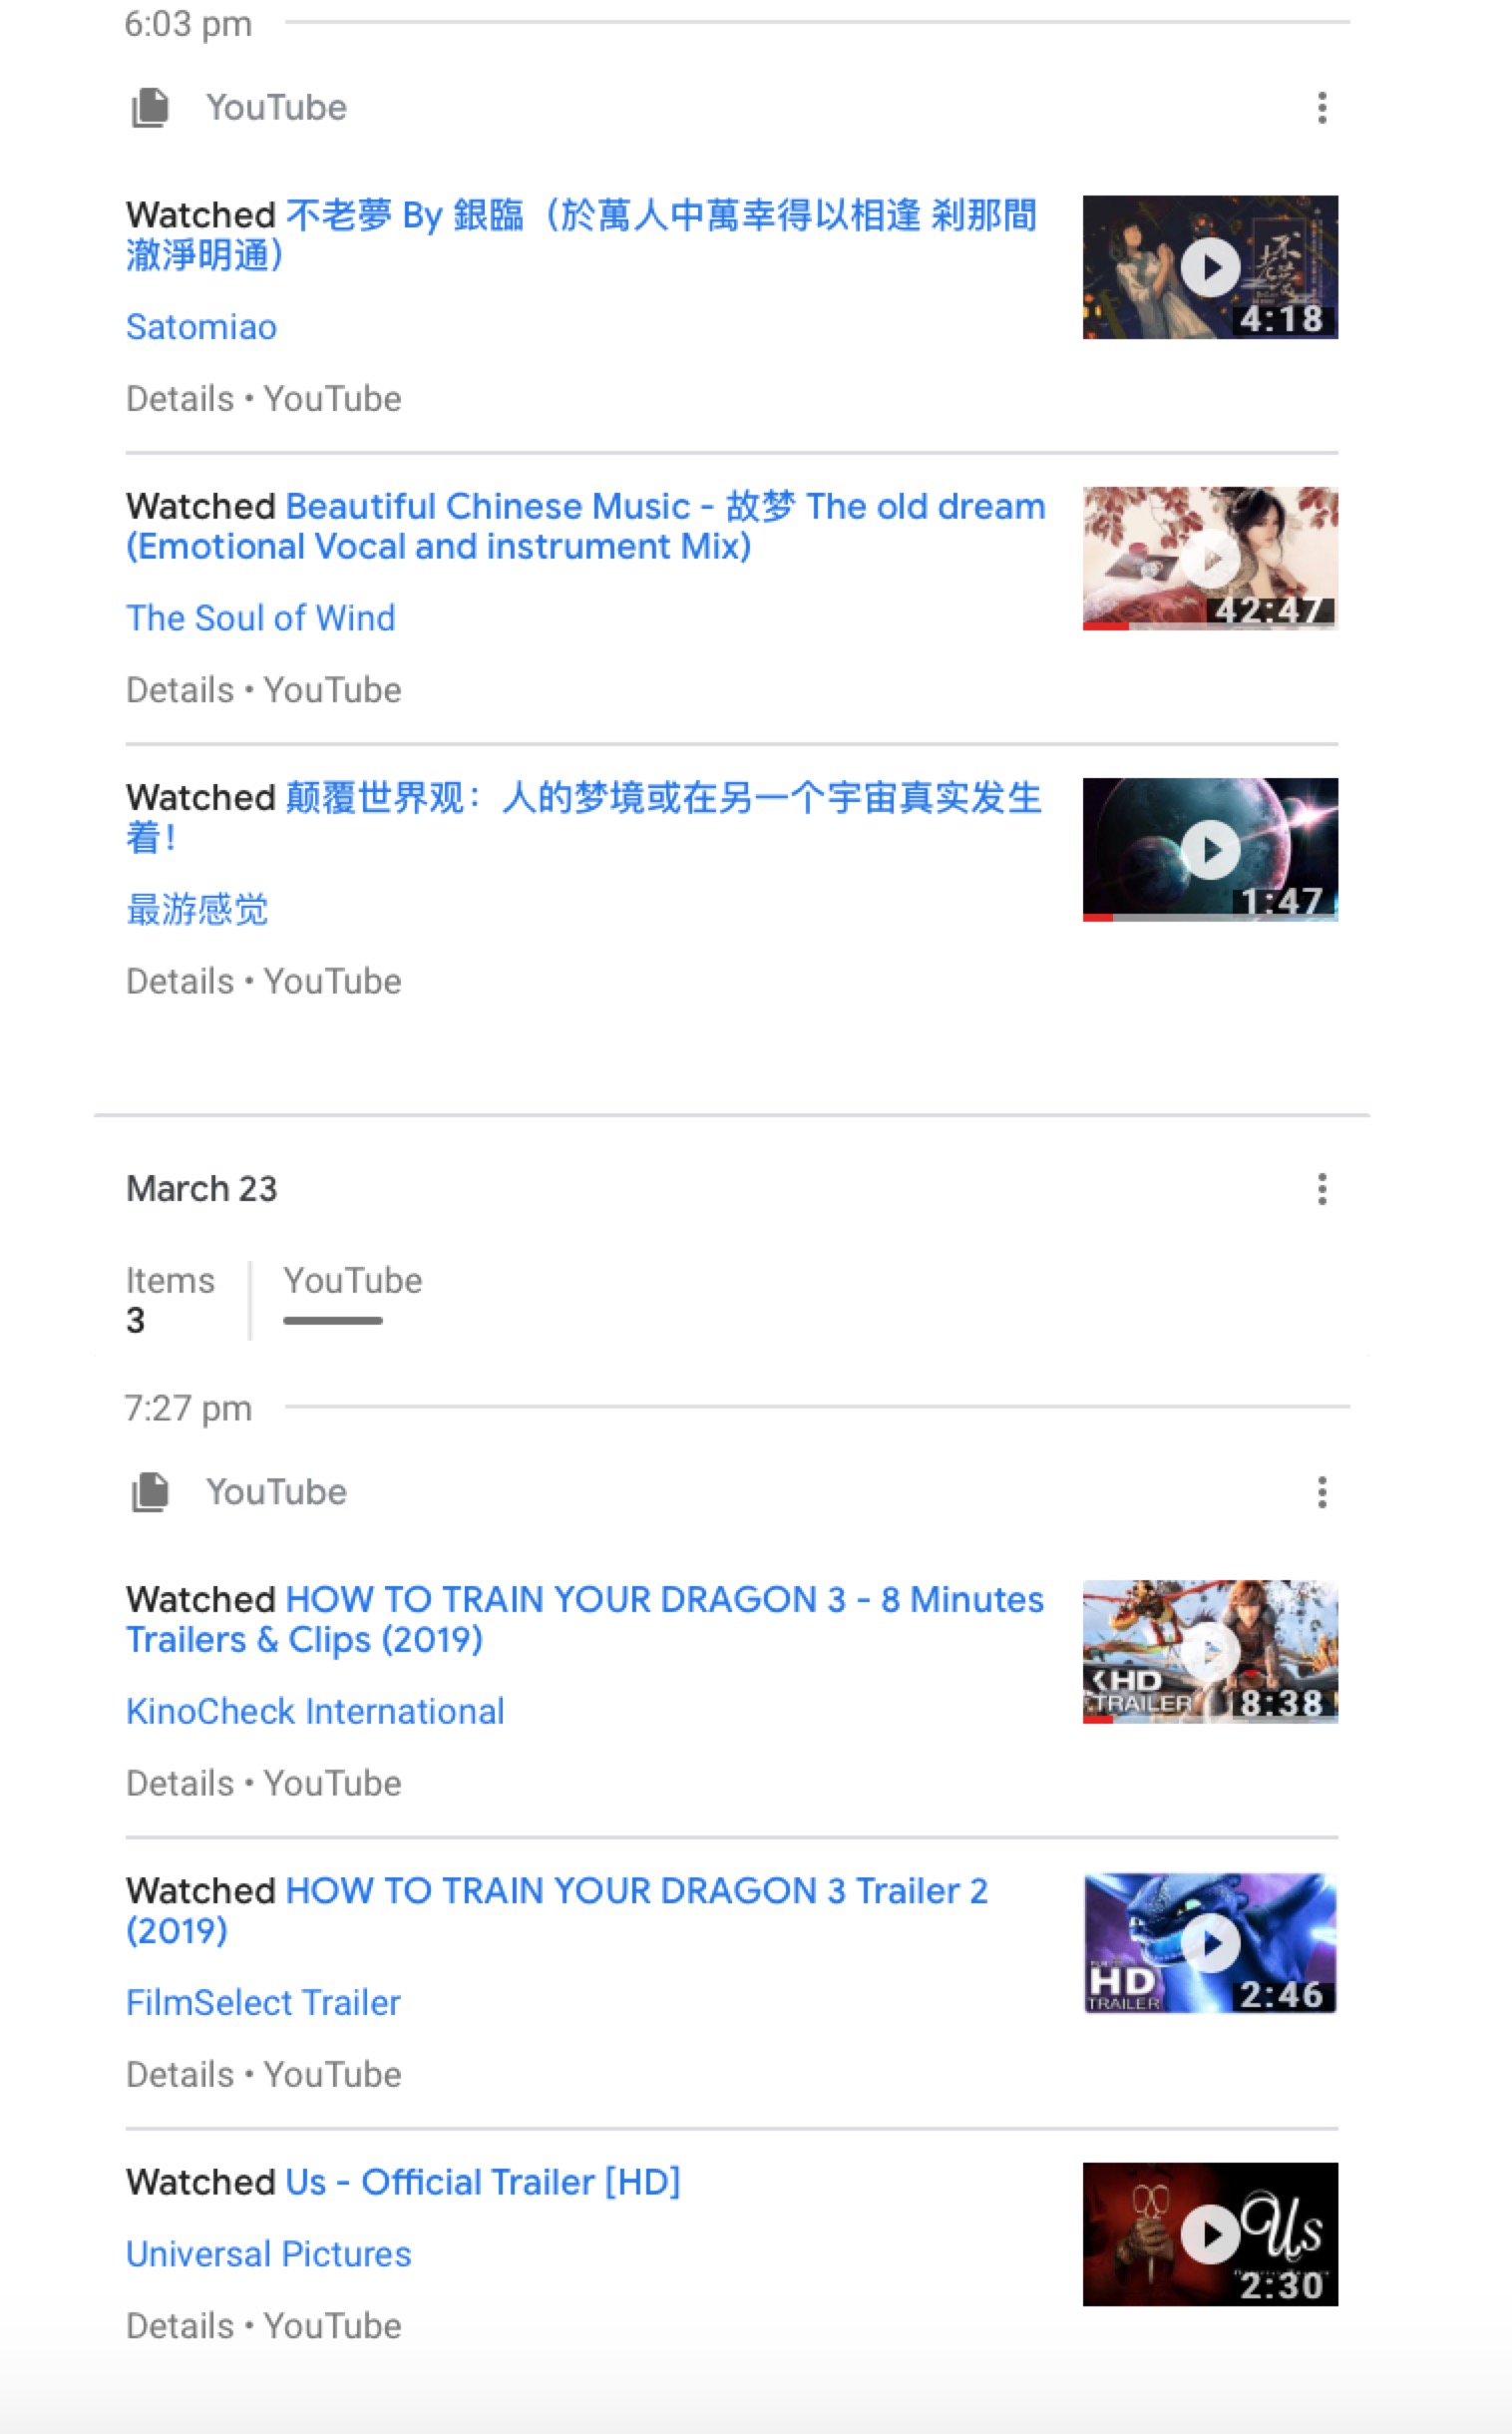 6:03 pm
YouTube
Watched 不老夢 By 銀臨（於萬人中萬幸得以相逢 剎那間
澈淨明通）
不老夢
4:18
Satomiao
Details • YouTube
Watched Beautiful Chinese Music - 故梦 The old dream
(Emotional Vocal and instrument Mix)
42:47
The Soul of Wind
Details • YouTube
Watched 颠覆世界观：人的梦境或在另一个宇宙真实发生
着！
1:47
最游感觉
Details • YouTube
March 23
Items
YouTube
3
7:27 pm
YouTube
Watched HOW TO TRAIN YOUR DRAGON 3 - 8 Minutes
Trailers & Clips (2019)
HD
TRAILER
8:38
KinoCheck International
Details • YouTube
Watched HOW TO TRAIN YOUR DRAGON 3 Trailer 2
(2019)
HD
TRAILER
2:46
FilmSelect Trailer
Details • YouTube
Watched Us - Official Trailer [HD]
Us
2:30
Universal Pictures
Details • YouTube